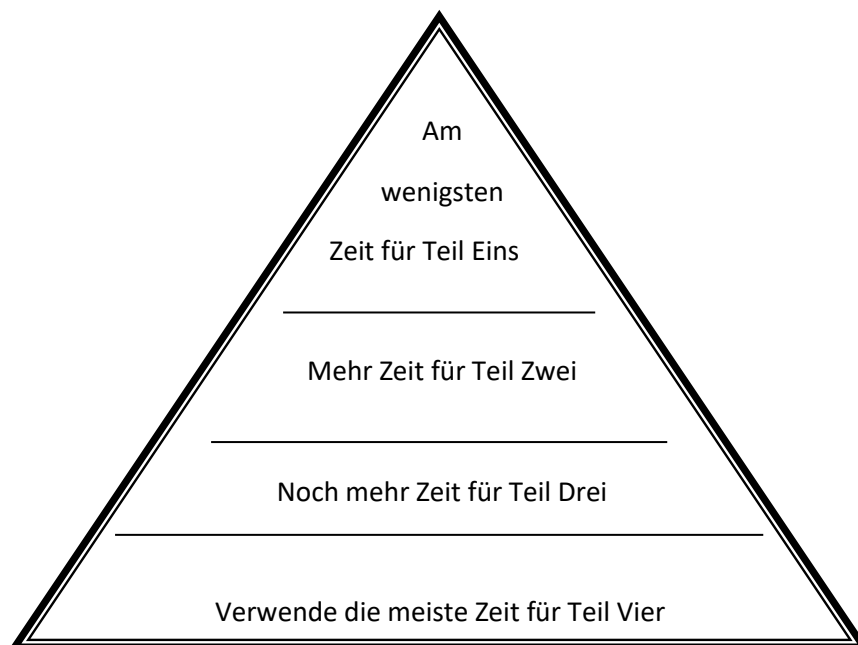 Am
wenigsten
Zeit für Teil Eins
Mehr Zeit für Teil Zwei
Noch mehr Zeit für Teil Drei
Verwende die meiste Zeit für Teil Vier